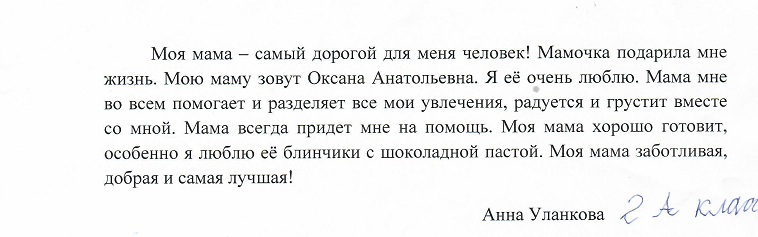 Моя мама – самый дорогой для меня человек! Мамочка подарила мне
жизнь. Мою маму зовут Оксана Анатольевна. Я её очень люблю. Мама мне
во всем помогает и разделяет все мои увлечения, радуется и грустит вместе
со мной. Мама всегда придет мне на помощь. Моя мама хорошо готовит,
особенно я люблю её блинчики с шоколадной пастой. Моя мама заботливая,
добрая и самая лучшая!
Анна Уланкова 2 А клас